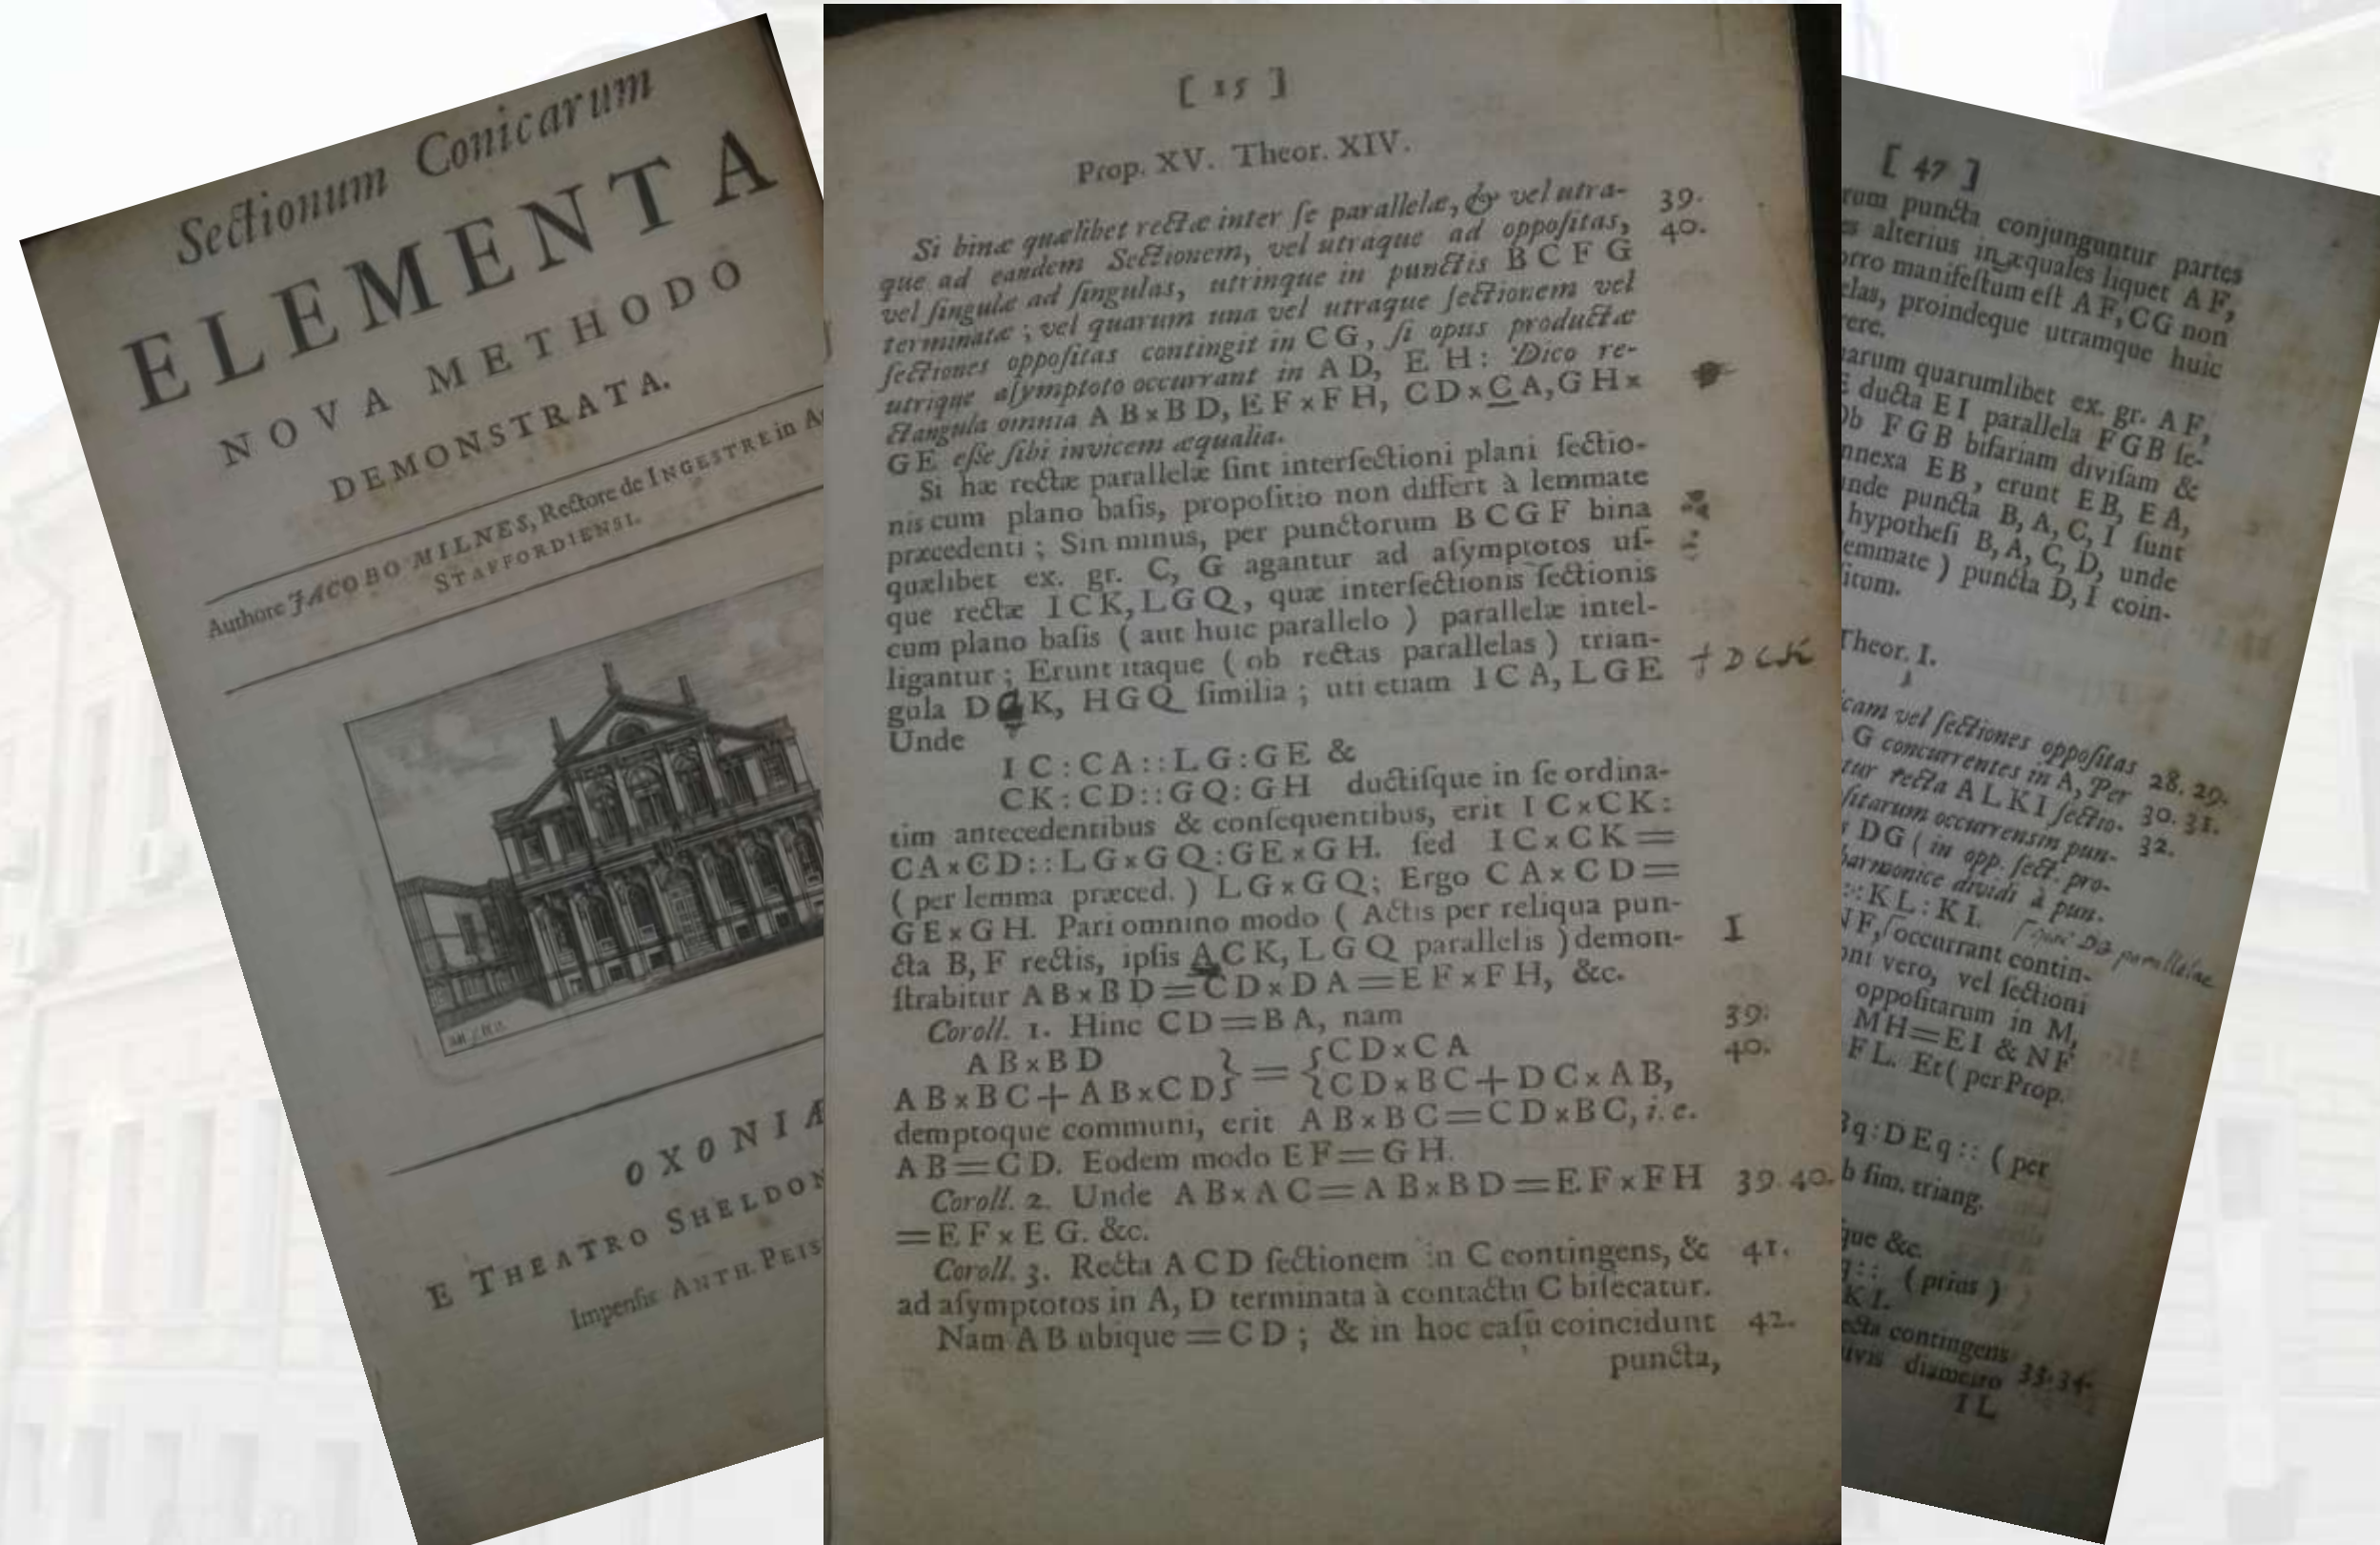 Sectionum Conicarum
ELEMENTA
NOVA METHODO
DEMONSTRATA.
Authore JACOBO MILNES, Rectore de INGESTRE in
STAFFORDIENSI.
OXONIÆ
E THEATRO SHELDON
Impensis ANTH. PEIS
[ 15 ]
Prop. XV. Theor. XIV.
Si binæ quælibet rectæ inter ſe parallelæ, & vel utra- 39.
que ad eandem Sectionem, vel utraque ad oppoſitas, 40.
vel ſingulæ ad ſingulas, utrinque in punctis B C F G
terminatæ ; vel quarum una vel utraque ſectionem vel
ſectiones oppoſitas contingit in C G, ſi opus productæ
utrique aſymptoto occurrant in A D, E H : Dico re-
ctangula omnia A B x B D, E F x F H, C D x C A, G H x
G E eſſe ſibi invicem æqualia.
Si hæ rectæ parallelæ ſint interſectioni plani ſectio-
nis cum plano baſis, propoſitio non differt à lemmate
præcedenti ; Sin minus, per punctorum B C G F bina
quælibet ex. gr. C, G agantur ad aſymptotos uſ-
que rectæ I C K, L G Q, quæ interſectionis ſectionis
cum plano baſis ( aut huic parallelo ) parallelæ intel-
ligantur ; Erunt itaque ( ob rectas parallelas ) trian-
gula D K, H G Q ſimilia ; uti etiam I C A, L G E + D C K
Unde
I C : C A : : L G : G E &
C K : C D : : G Q : G H ductiſque in ſe ordina-
tim antecedentibus & conſequentibus, erit I C x C K :
C A x C D : : L G x G Q : G E x G H. ſed I C x C K =
( per lemma præced. ) L G x G Q ; Ergo C A x C D =
G E x G H. Pari omnino modo ( Actis per reliqua pun-
cta B, F rectis, ipſis A C K, L G Q parallelis ) demon- I
ſtrabitur A B x B D = C D x D A = E F x F H, &c.
Coroll. 1. Hinc C D = B A, nam 39.
A B x B D } = { C D x C A 40.
A B x B C + A B x C D } = { C D x B C + D C x A B,
demptoque communi, erit A B x B C = C D x B C, i. e.
A B = C D. Eodem modo E F = G H.
Coroll. 2. Unde A B x A C = A B x B D = E F x F H 39. 40.
= E F x E G. &c.
Coroll. 3. Recta A C D ſectionem in C contingens, & 41.
ad aſymptotos in A, D terminata à contactu C biſecatur.
Nam A B ubique = C D ; & in hoc caſu coincidunt 42.
puncta,
[ 47 ]
puncta conjunguntur partes
alterius in æquales liquet A F,
manifeſtum eſt A F, C G non
proindeque utramque huic
quarumlibet ex. gr. A F,
ducta E I parallela F G B ſe-
F G B bifariam diviſam &
E B, erunt E B, E A,
puncta B, A, C, I ſunt
hypotheſi B, A, C, D, unde
) puncta D, I coin-
Theor. I.
vel ſectiones oppoſitas 28. 29.
G concurrentes in A, Per 30. 31.
recta A L K I ſectio- 32.
occurrens in pun-
D G ( in opp. ſect. pro-
harmonice dividi à pun-
: : K L : K I.
F, occurrant contin-
vero, vel ſectioni
oppoſitarum in M,
M H = E I & N F
F L. Et ( per Prop.
q : D E q : : ( per
ſim. triang.
&c.
: : ( prius )
K I.
contingens
diametro 33. 34.
I L